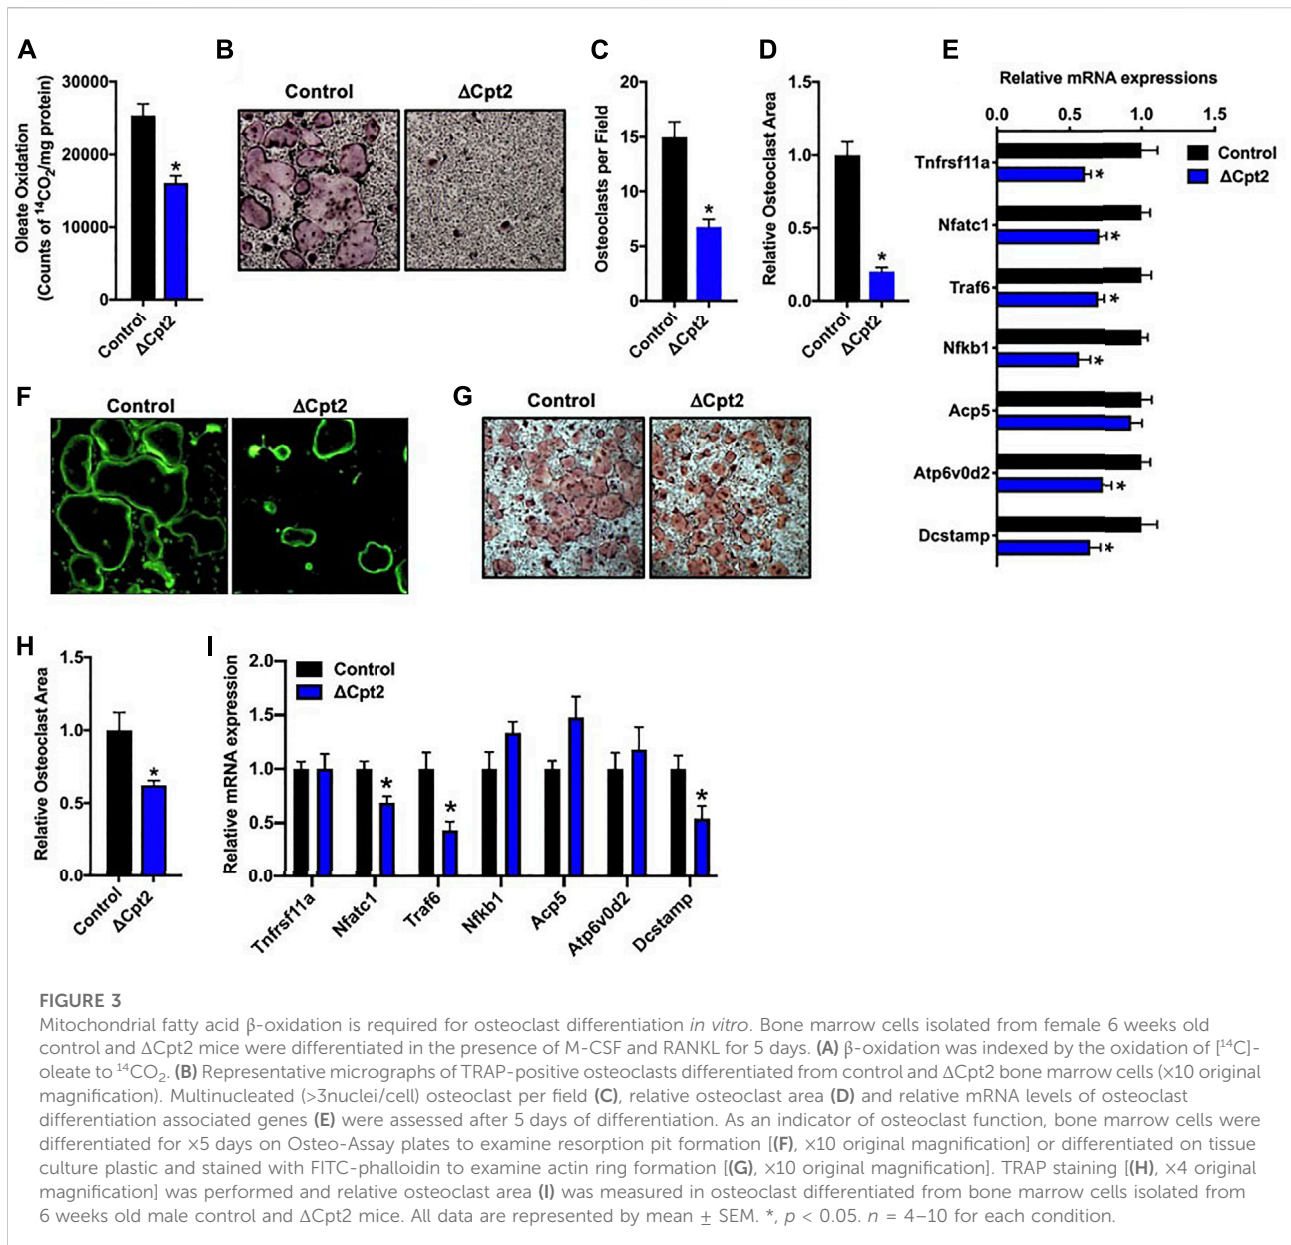 A
Oleate Oxidation
(Counts of ¹⁴CO₂/mg protein)
30000
20000
10000
0
*
Control
ΔCpt2
B
Control
ΔCpt2
C
Osteoclasts per Field
20
15
10
5
0
*
Control
ΔCpt2
D
Relative Osteoclast Area
1.5
1.0
0.5
0.0
*
Control
ΔCpt2
E
Relative mRNA expressions
0.0 0.5 1.0 1.5
Control
ΔCpt2
Tnfrsf11a
*
Nfatc1
*
Traf6
*
Nfkb1
*
Acp5
Atp6v0d2
*
Dcstamp
*
F
Control
ΔCpt2
G
Control
ΔCpt2
H
Relative Osteoclast Area
1.5
1.0
0.5
0.0
*
Control
ΔCpt2
I
Relative mRNA expression
2.0
1.5
1.0
0.5
0.0
Control
ΔCpt2
* * *
Tnfrsf11a
Nfatc1
Traf6
Nfkb1
Acp5
Atp6v0d2
Dcstamp
FIGURE 3
Mitochondrial fatty acid β-oxidation is required for osteoclast differentiation in vitro. Bone marrow cells isolated from female 6 weeks old
control and ΔCpt2 mice were differentiated in the presence of M-CSF and RANKL for 5 days. (A) β-oxidation was indexed by the oxidation of [¹⁴C]-
oleate to ¹⁴CO₂. (B) Representative micrographs of TRAP-positive osteoclasts differentiated from control and ΔCpt2 bone marrow cells (×10 original
magnification). Multinucleated (>3nuclei/cell) osteoclast per field (C), relative osteoclast area (D) and relative mRNA levels of osteoclast
differentiation associated genes (E) were assessed after 5 days of differentiation. As an indicator of osteoclast function, bone marrow cells were
differentiated for ×5 days on Osteo-Assay plates to examine resorption pit formation [(F), ×10 original magnification] or differentiated on tissue
culture plastic and stained with FITC-phalloidin to examine actin ring formation [(G), ×10 original magnification]. TRAP staining [(H), ×4 original
magnification] was performed and relative osteoclast area (I) was measured in osteoclast differentiated from bone marrow cells isolated from
6 weeks old male control and ΔCpt2 mice. All data are represented by mean ± SEM. *, p < 0.05. n = 4–10 for each condition.